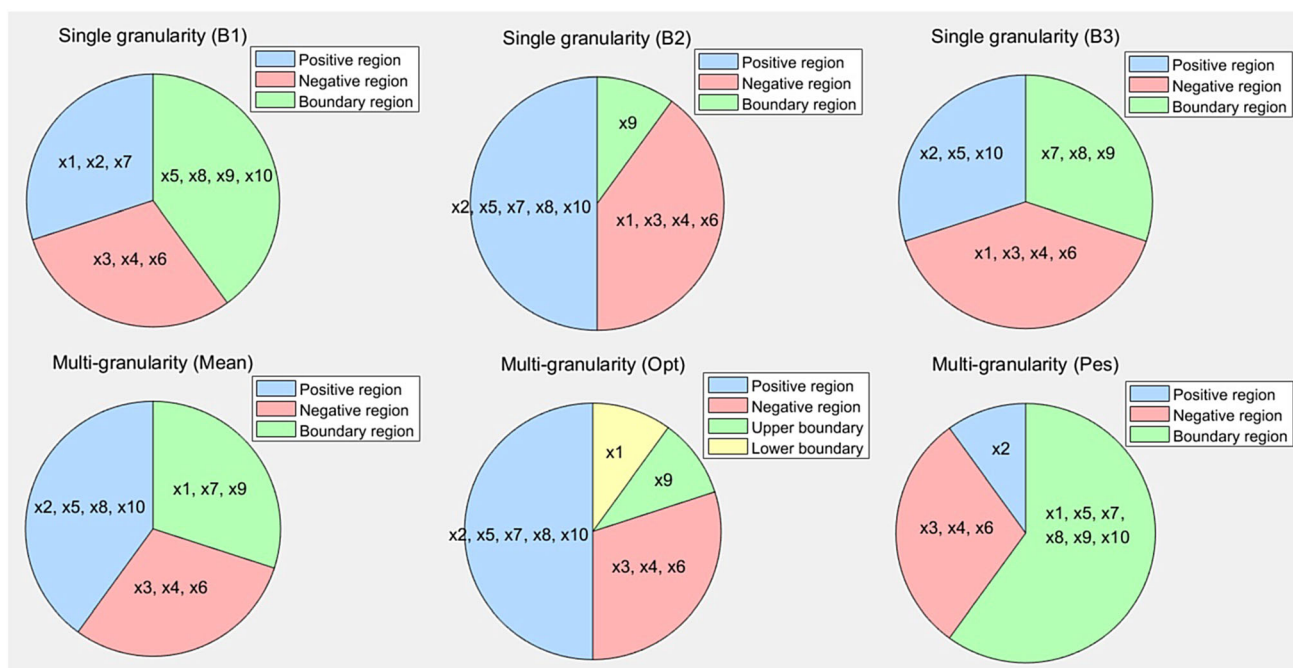 Single granularity (B1)
Positive region
Negative region
Boundary region
x1, x2, x7
x5, x8, x9, x10
x3, x4, x6
Single granularity (B2)
Positive region
Negative region
Boundary region
x9
x2, x5, x7, x8, x10
x1, x3, x4, x6
Single granularity (B3)
Positive region
Negative region
Boundary region
x2, x5, x10
x7, x8, x9
x1, x3, x4, x6
Multi-granularity (Mean)
Positive region
Negative region
Boundary region
x1, x7, x9
x2, x5, x8, x10
x3, x4, x6
Multi-granularity (Opt)
Positive region
Negative region
Upper boundary
Lower boundary
x1
x9
x2, x5, x7, x8, x10
x3, x4, x6
Multi-granularity (Pes)
Positive region
Negative region
Boundary region
x2
x3, x4, x6
x1, x5, x7,
x8, x9, x10